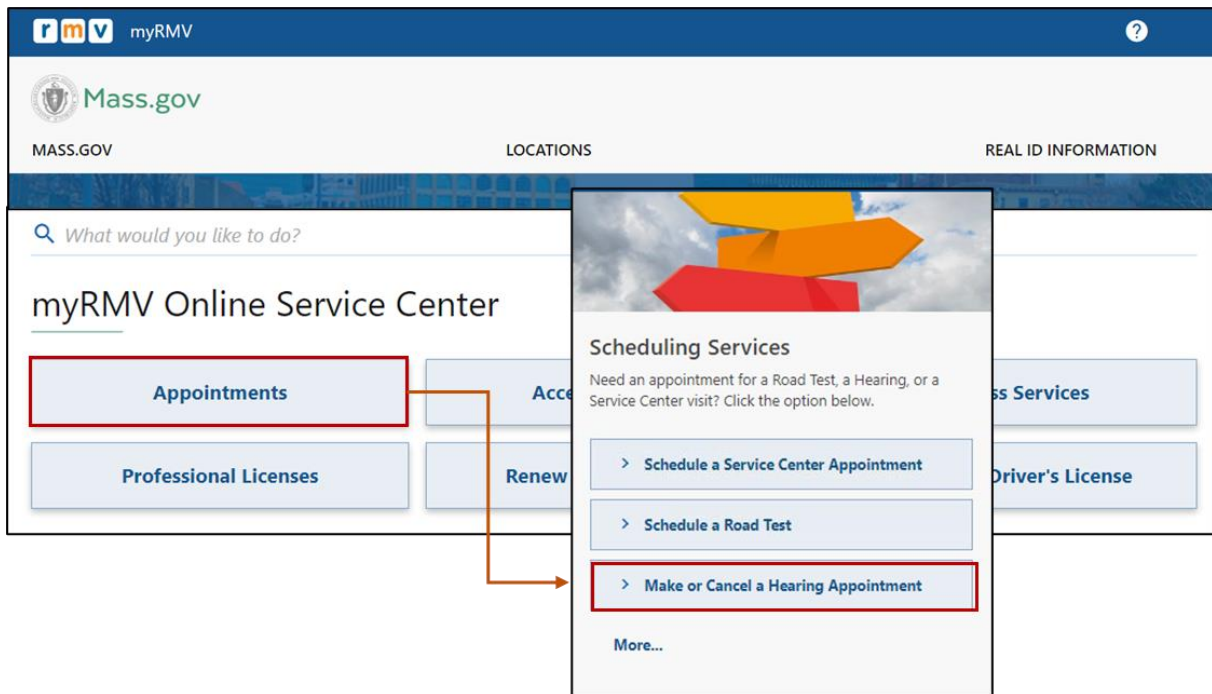 rmv myRMV ?
Mass.gov
MASS.GOV LOCATIONS REAL ID INFORMATION
What would you like to do?
myRMV Online Service Center
Appointments
Professional Licenses Renew
Services
Driver's License
Scheduling Services
Need an appointment for a Road Test, a Hearing, or a
Service Center visit? Click the option below.
> Schedule a Service Center Appointment
> Schedule a Road Test
> Make or Cancel a Hearing Appointment
More...